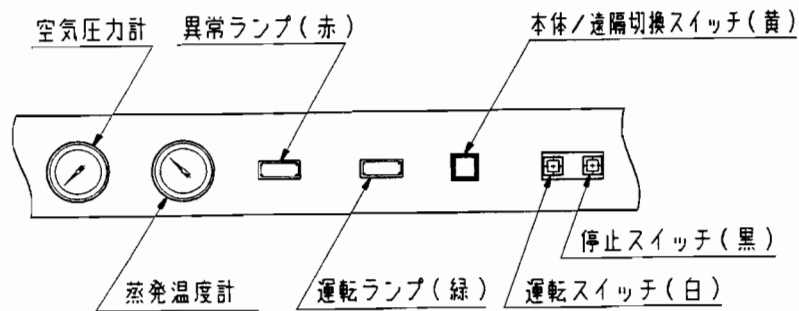 空気圧力計
異常ランプ(赤)
本体/遠隔切換スイッチ(黄)
停止スイッチ(黒)
蒸発温度計
運転ランプ(緑)
運転スイッチ(白)